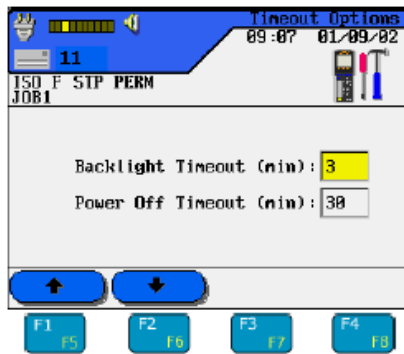 Timeout Options
09:07 01/09/02
11
ISO F STP PERM
JOB1
Backlight Timeout (min): 3
Power Off Timeout (min): 30
F1 F5
F2 F6
F3 F7
F4 F8